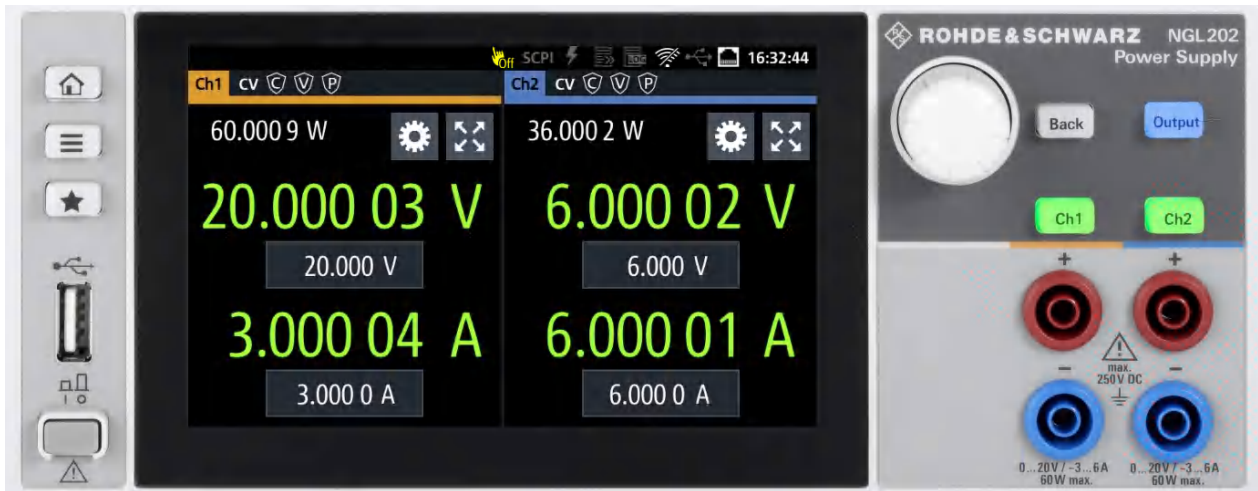 Off SCPI LOG 16:32:44
Ch1 CV C V P
60.000 9 W
20.000 03 V
20.000 V
3.000 04 A
3.000 0 A
Ch2 CV C V P
36.000 2 W
6.000 02 V
6.000 V
6.000 01 A
6.000 0 A
ROHDE&SCHWARZ NGL202
Power Supply
Back
Output
Ch1
Ch2
+ +
max.
250V DC
- -
0...20V / -3...6A 0...20V / -3...6A
60W max. 60W max.